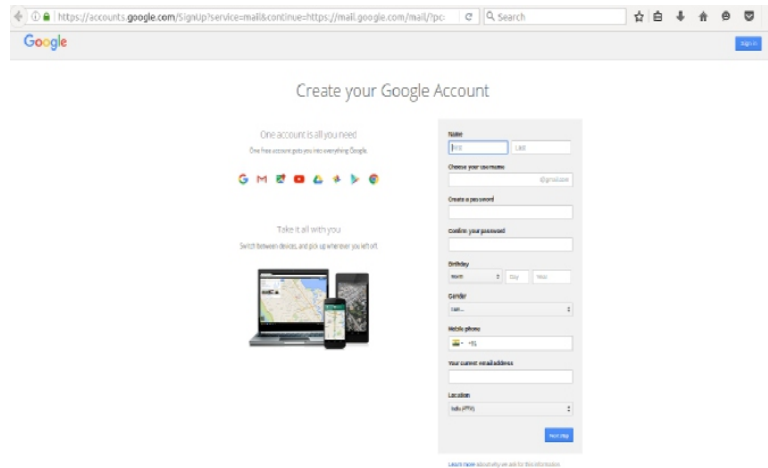 https://accounts.google.com/SignUp?service=mail&continue=https://mail.google.com/mail/?pc:
Search
Google
Sign in
Create your Google Account
One account is all you need
One free account gets you into everything Google.
Take it all with you
Switch between devices, and pick up wherever you left off.
Name
First Last
Choose your username
@gmail.com
Create a password
Confirm your password
Birthday
Month Day Year
Gender
I am...
Mobile phone
Your current email address
Location
Next step
Learn more about why we ask for this information.